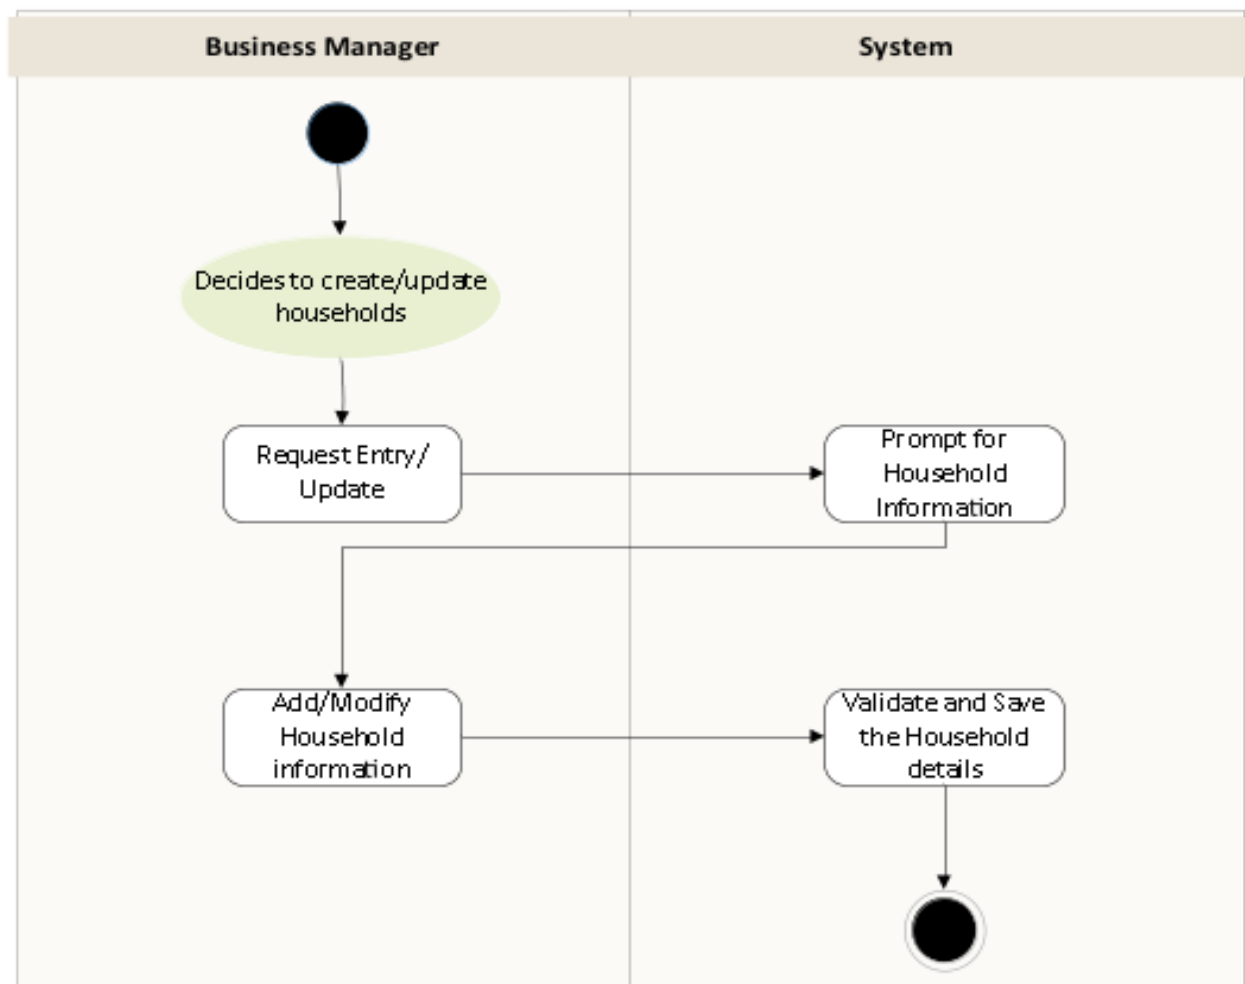 Business Manager
System
Decides to create/update
households
Request Entry/
Update
Prompt for
Household
Information
Add/Modify
Household
information
Validate and Save
the Household
details